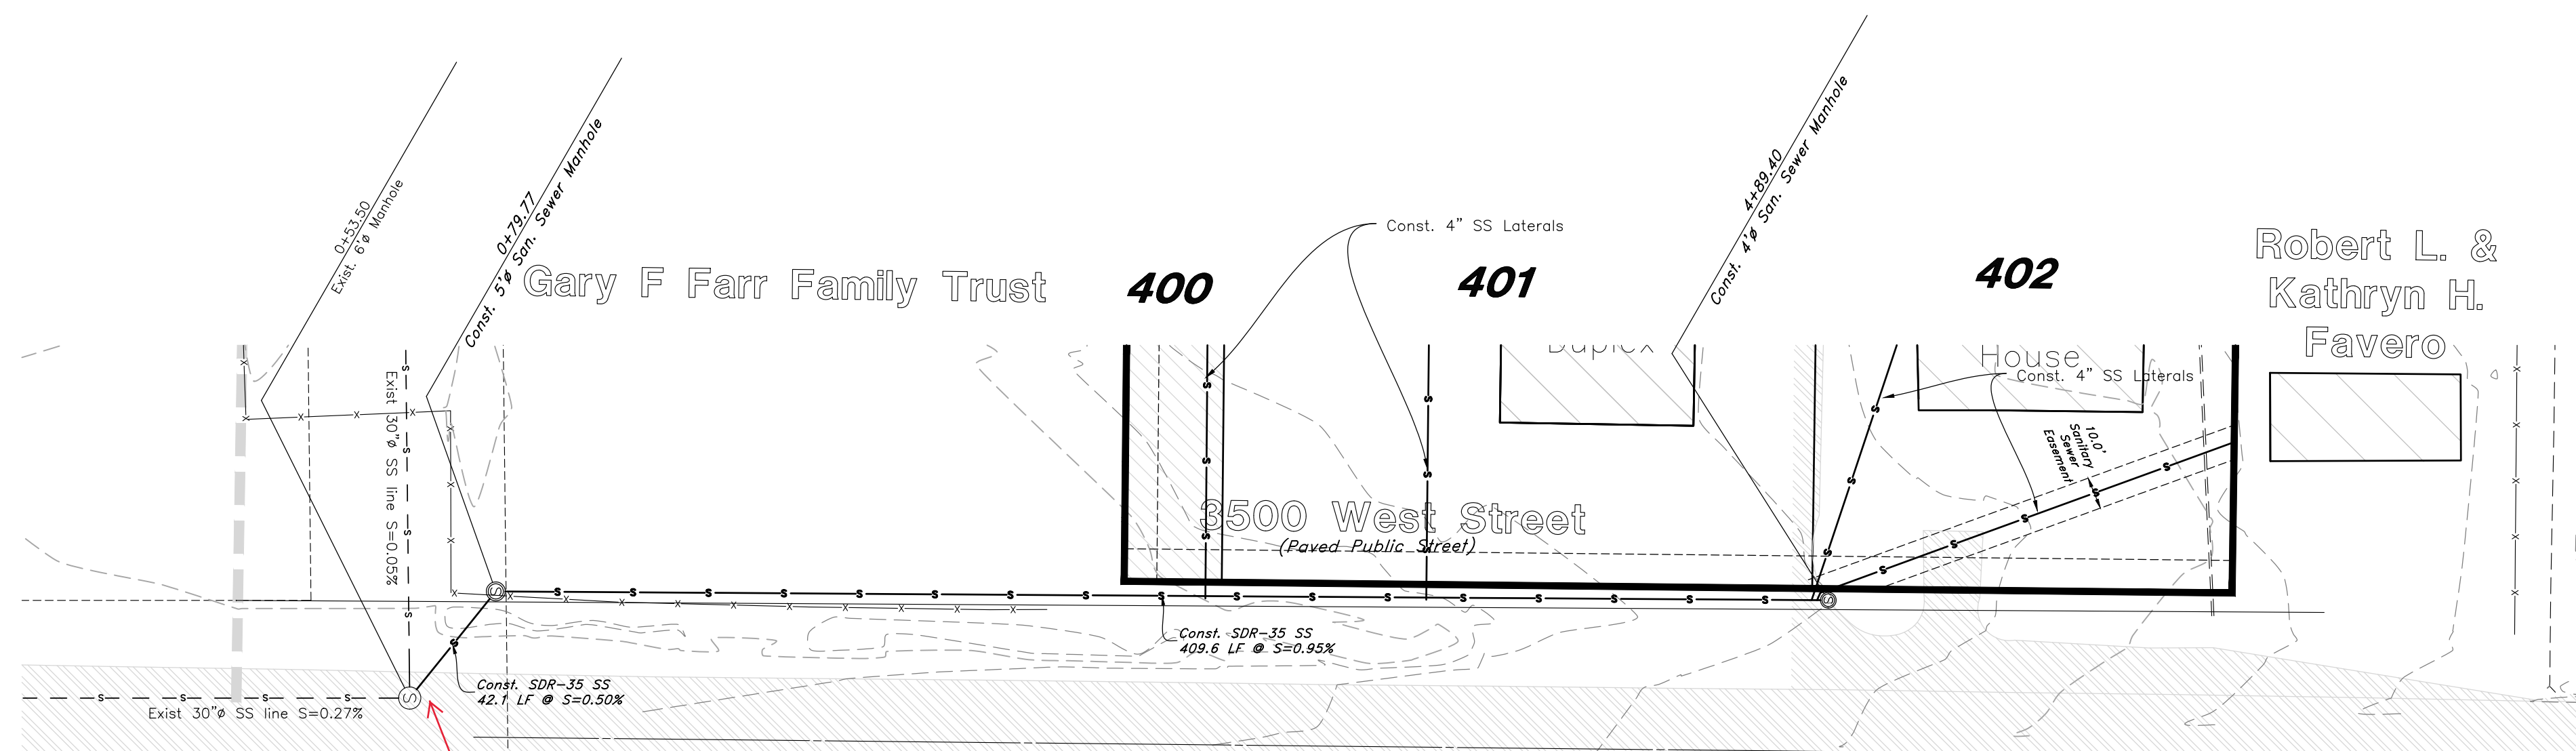 0+53.50
Exist. 6'ø Manhole
0+79.77
Const. 5'ø San. Sewer Manhole
Gary F Farr Family Trust
400
Const. 4" SS Laterals
401
4+89.40
Const. 4'ø San. Sewer Manhole
402
Robert L. &
Kathryn H.
Favero
Duplex
House
Const. 4" SS Laterals
Exist 30"ø SS line S=0.05%
10.0'
Sanitary
Sewer
Easement
3500 West Street
(Paved Public Street)
Const. SDR-35 SS
409.6 LF @ S=0.95%
Const. SDR-35 SS
42.1 LF @ S=0.50%
Exist 30"ø SS line S=0.27%